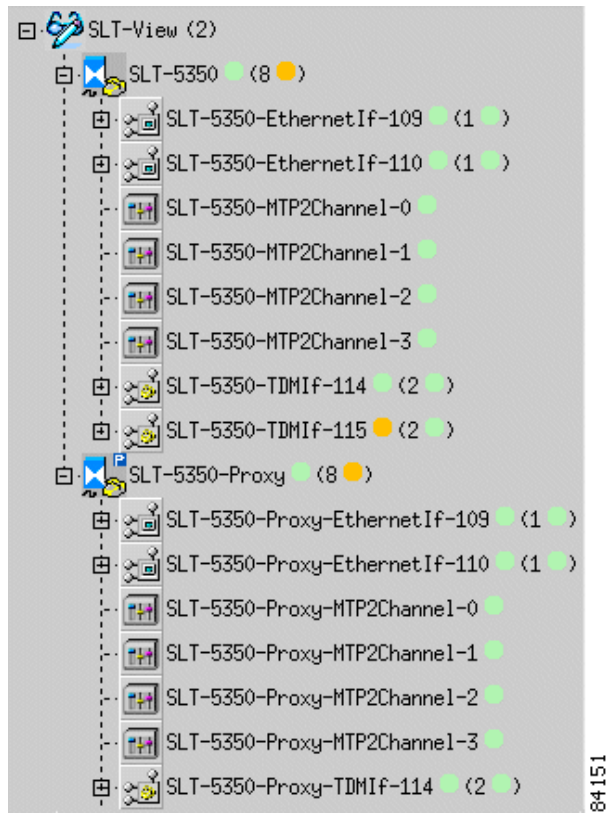 SLT-View (2)
SLT-5350 (8 )
SLT-5350-EthernetIf-109 (1 )
SLT-5350-EthernetIf-110 (1 )
SLT-5350-MTP2Channel-0
SLT-5350-MTP2Channel-1
SLT-5350-MTP2Channel-2
SLT-5350-MTP2Channel-3
SLT-5350-TDMIf-114 (2 )
SLT-5350-TDMIf-115 (2 )
P
SLT-5350-Proxy (8 )
SLT-5350-Proxy-EthernetIf-109 (1 )
SLT-5350-Proxy-EthernetIf-110 (1 )
SLT-5350-Proxy-MTP2Channel-0
SLT-5350-Proxy-MTP2Channel-1
SLT-5350-Proxy-MTP2Channel-2
SLT-5350-Proxy-MTP2Channel-3
SLT-5350-Proxy-TDMIf-114 (2 )
84151